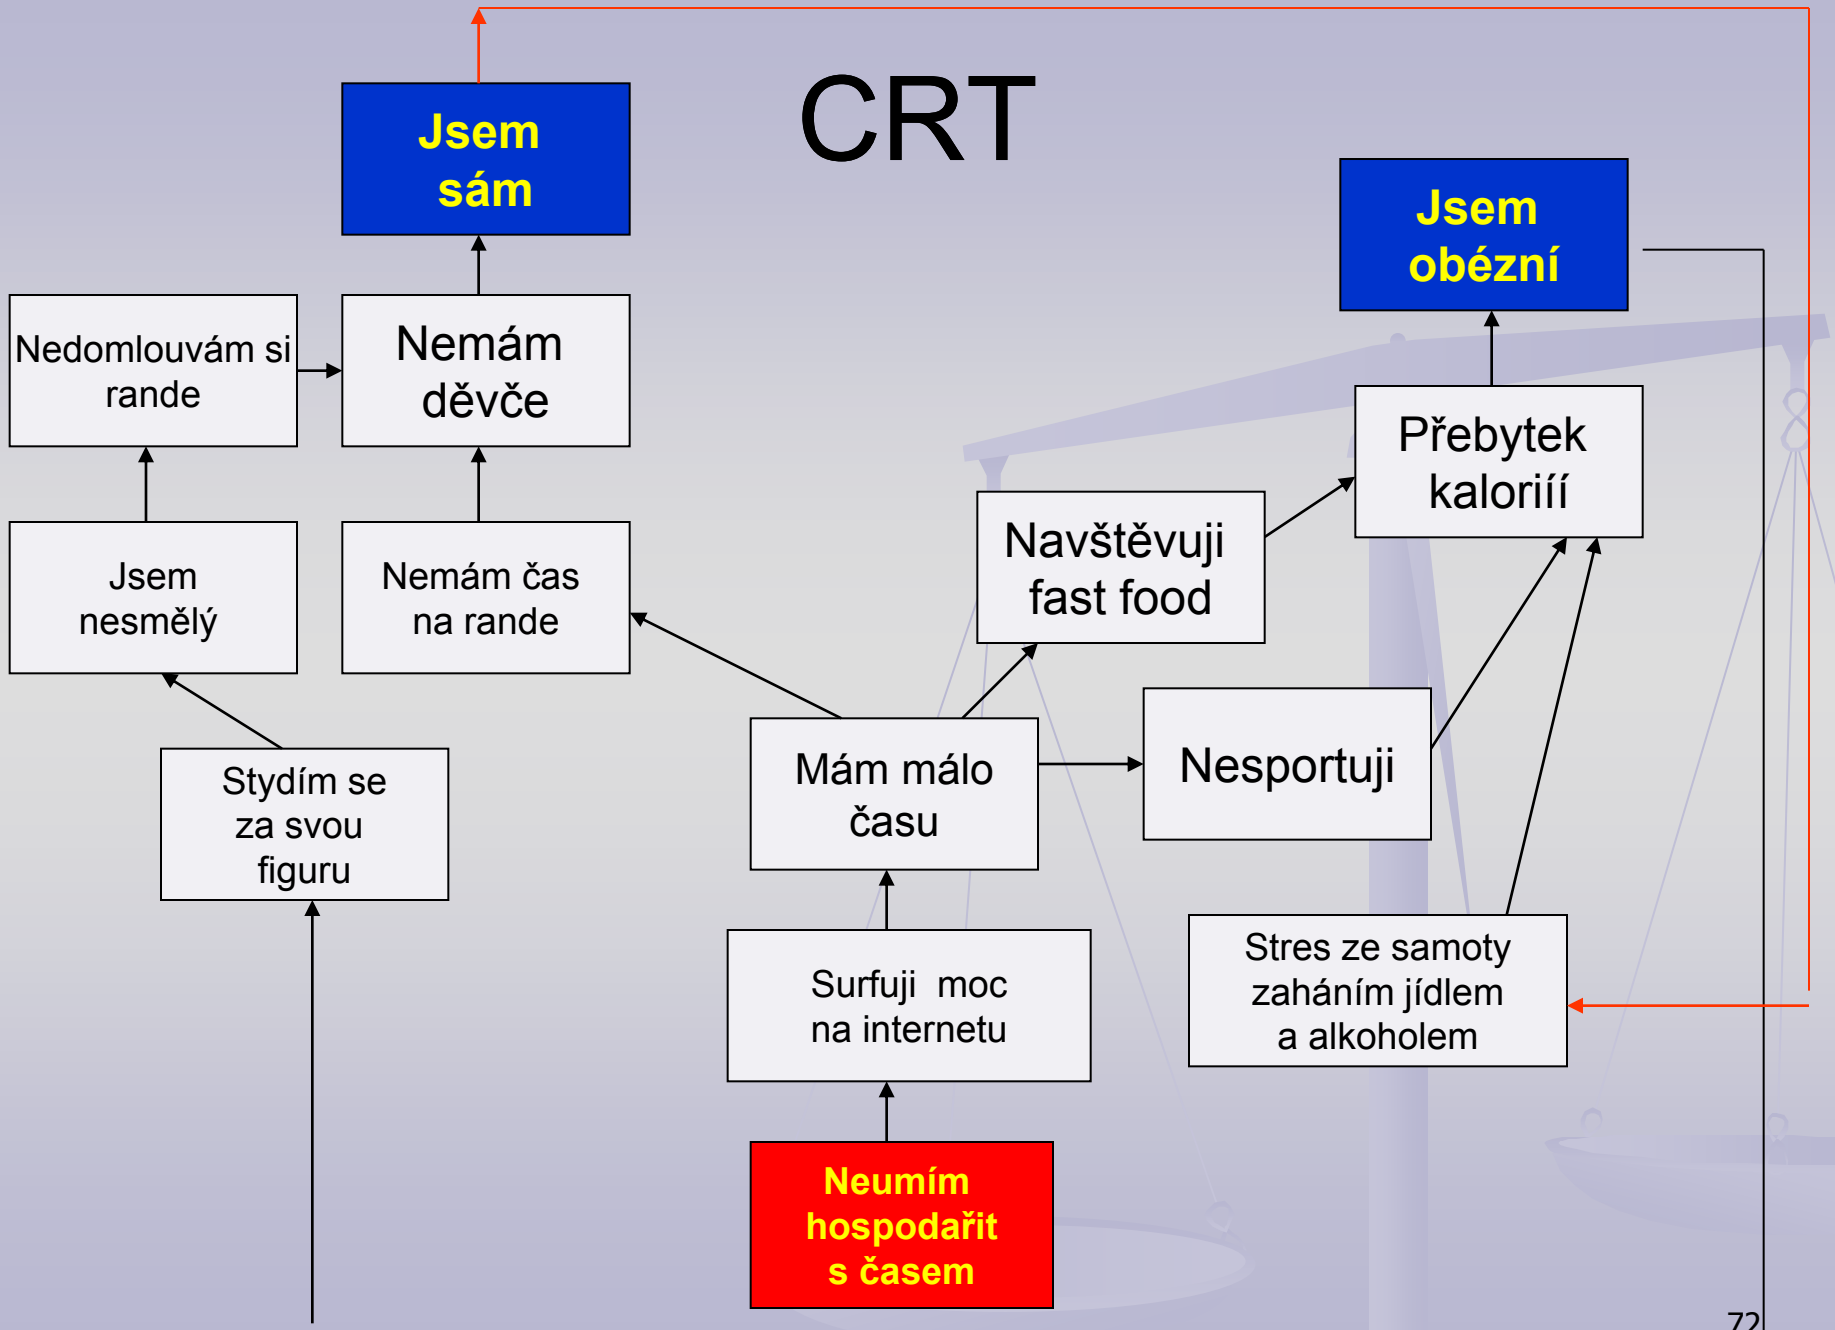 CRT
Jsem
sám
Jsem
obézní
Nedomlouvám si
rande
Nemám
děvče
Přebytek
kaloriíí
Navštěvuji
fast food
Jsem
nesmělý
Nemám čas
na rande
Nesportuji
Mám málo
času
Stydím se
za svou
figuru
Stres ze samoty
zaháním jídlem
a alkoholem
Surfuji  moc
na internetu
Neumím
hospodařit
s časem
72